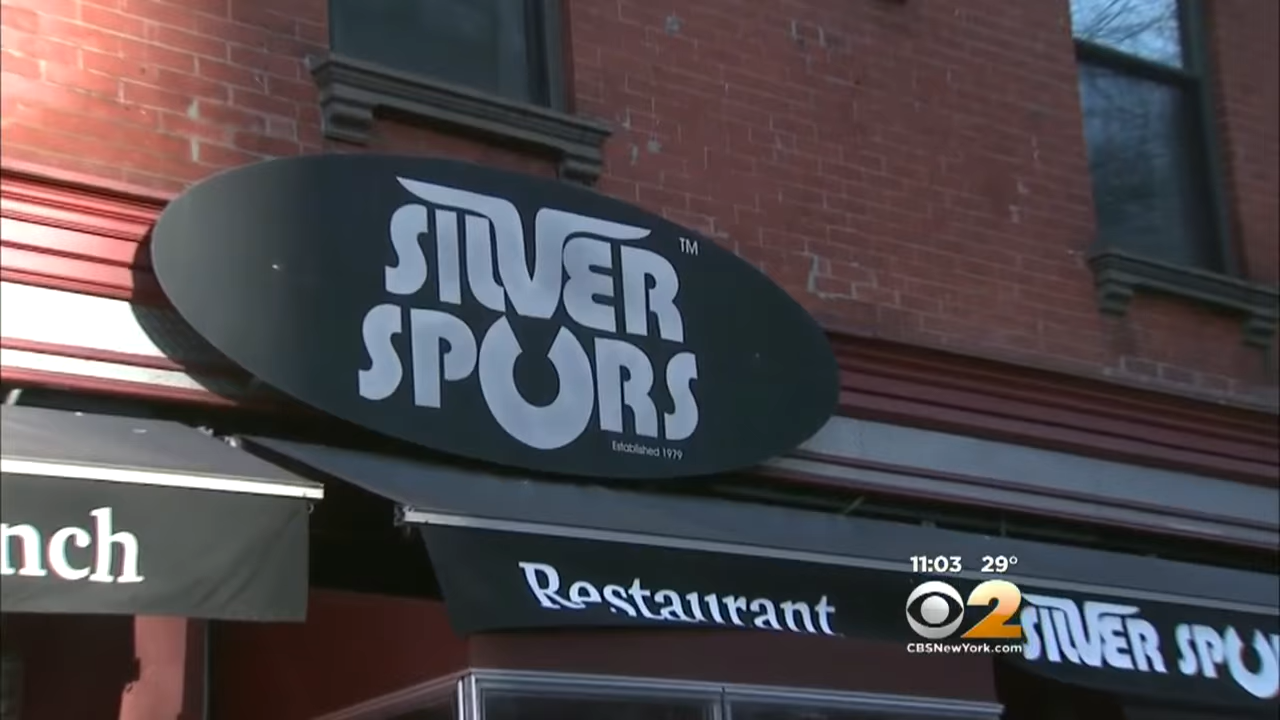 SILVER
SPURS
TM
Established 1979
nch
Restaurant
11:03 29°
2
CBSNewYork.com
SILVER SPU